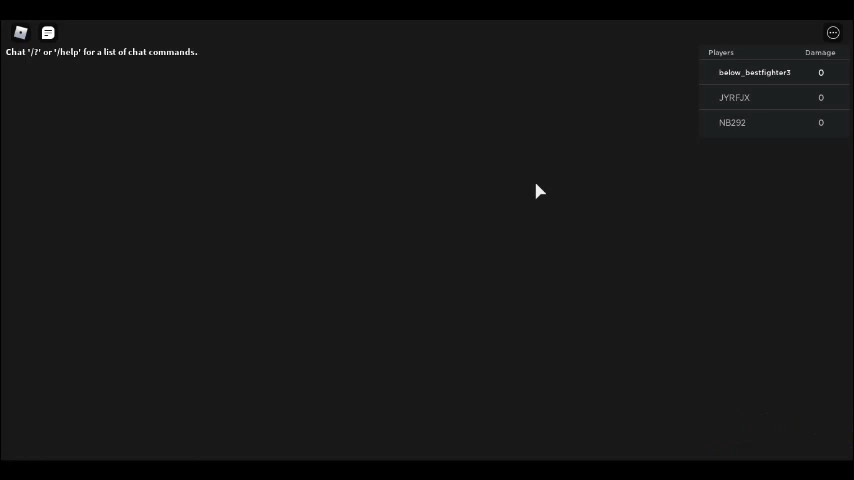 Chat '/?' or '/help' for a list of chat commands.
Players Damage
below_bestfighter3 0
JYRFJX 0
NB292 0